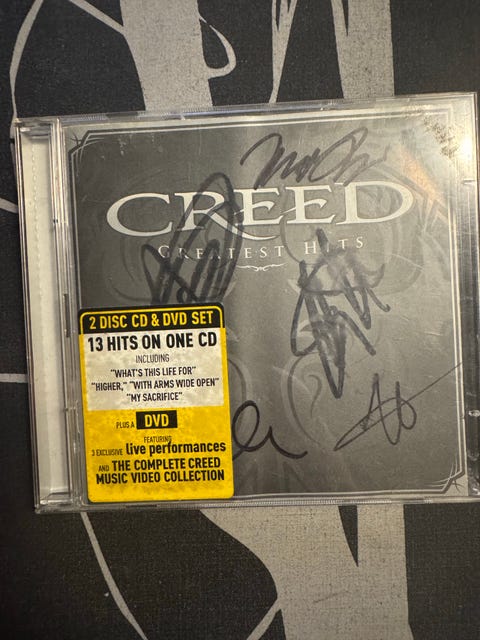 CREED
GREATEST HITS
2 DISC CD & DVD SET
13 HITS ON ONE CD
INCLUDING
"WHAT'S THIS LIFE FOR"
"HIGHER," "WITH ARMS WIDE OPEN"
"MY SACRIFICE"
PLUS A DVD
FEATURING
3 EXCLUSIVE live performances
AND THE COMPLETE CREED
MUSIC VIDEO COLLECTION